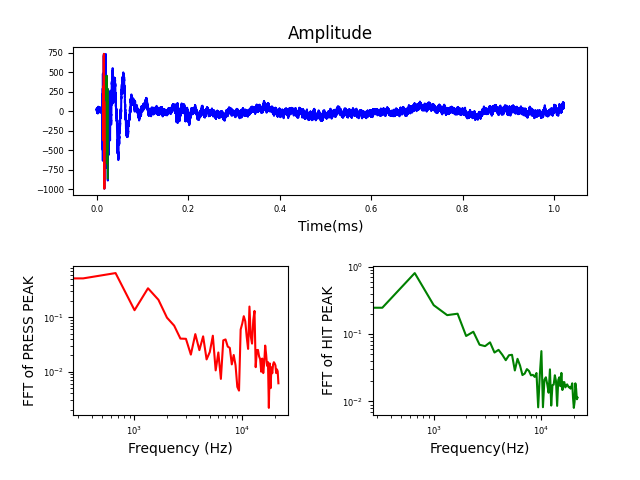 Amplitude
750
500
250
0
−250
−500
−750
−1000
0.0 0.2 0.4 0.6 0.8 1.0
Time(ms)
FFT of PRESS PEAK
10⁻¹
10⁻²
10³ 10⁴
Frequency (Hz)
FFT of HIT PEAK
10⁰
10⁻¹
10⁻²
10³ 10⁴
Frequency(Hz)